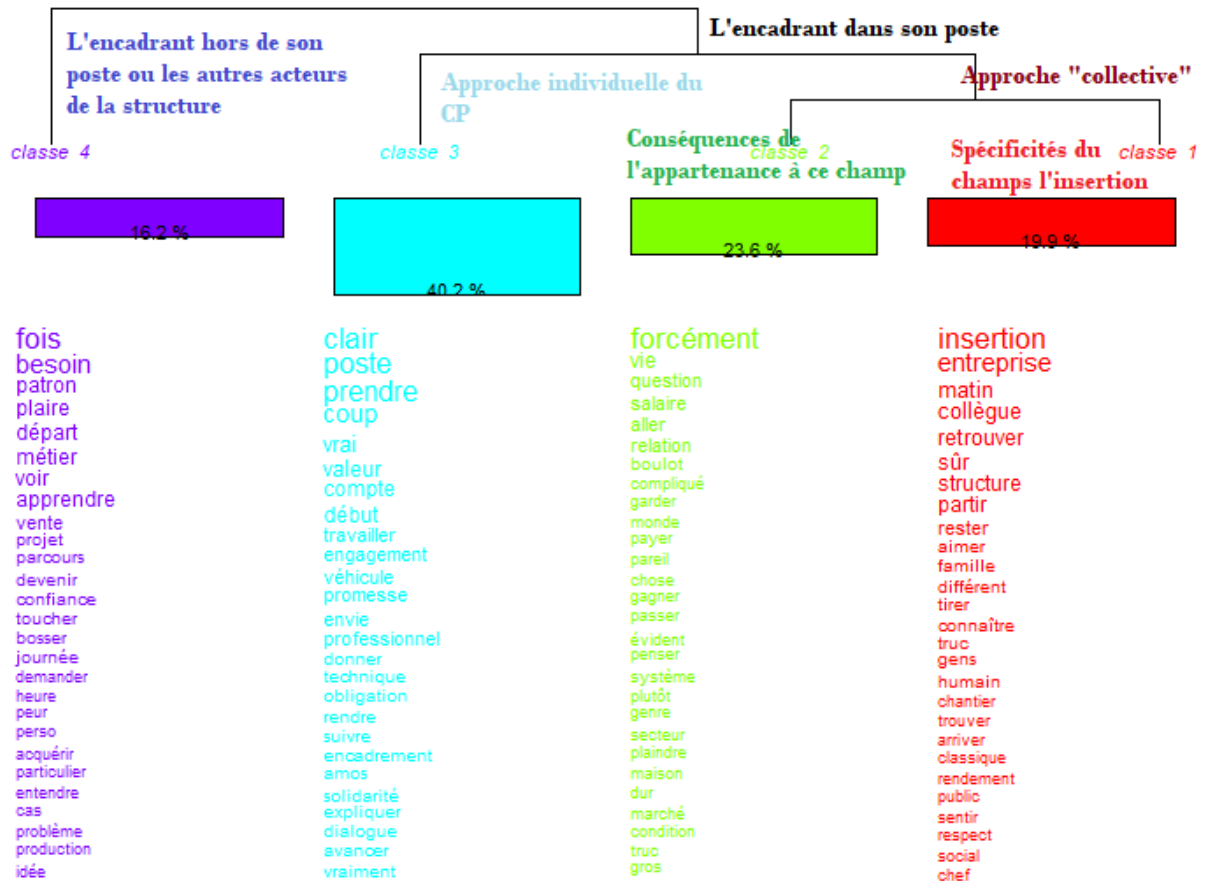 L'encadrant hors de son
poste ou les autres acteurs
de la structure
L'encadrant dans son poste
Approche individuelle du
CP
Approche "collective"
Conséquences de
l'appartenance à ce champ
Spécificités du
champs l'insertion
classe 4
classe 3
classe 2
classe 1
16.2 %
40.2 %
23.6 %
19.9 %
fois
besoin
patron
plaire
départ
métier
voir
apprendre
vente
projet
parcours
devenir
confiance
toucher
bosser
journée
demander
heure
peur
perso
acquérir
particulier
entendre
cas
problème
production
idée
clair
poste
prendre
coup
vrai
valeur
compte
début
travailler
engagement
véhicule
promesse
envie
professionnel
donner
technique
obligation
rendre
suivre
encadrement
amos
solidarité
expliquer
dialogue
avancer
vraiment
forcément
vie
question
salaire
aller
relation
boulot
compliqué
garder
monde
payer
pareil
chose
gagner
passer
évident
penser
système
plutôt
genre
secteur
plaindre
maison
dur
marché
condition
truc
gros
insertion
entreprise
matin
collègue
retrouver
sûr
structure
partir
rester
aimer
famille
différent
tirer
connaître
truc
gens
humain
chantier
trouver
arriver
classique
rendement
public
sentir
respect
social
chef